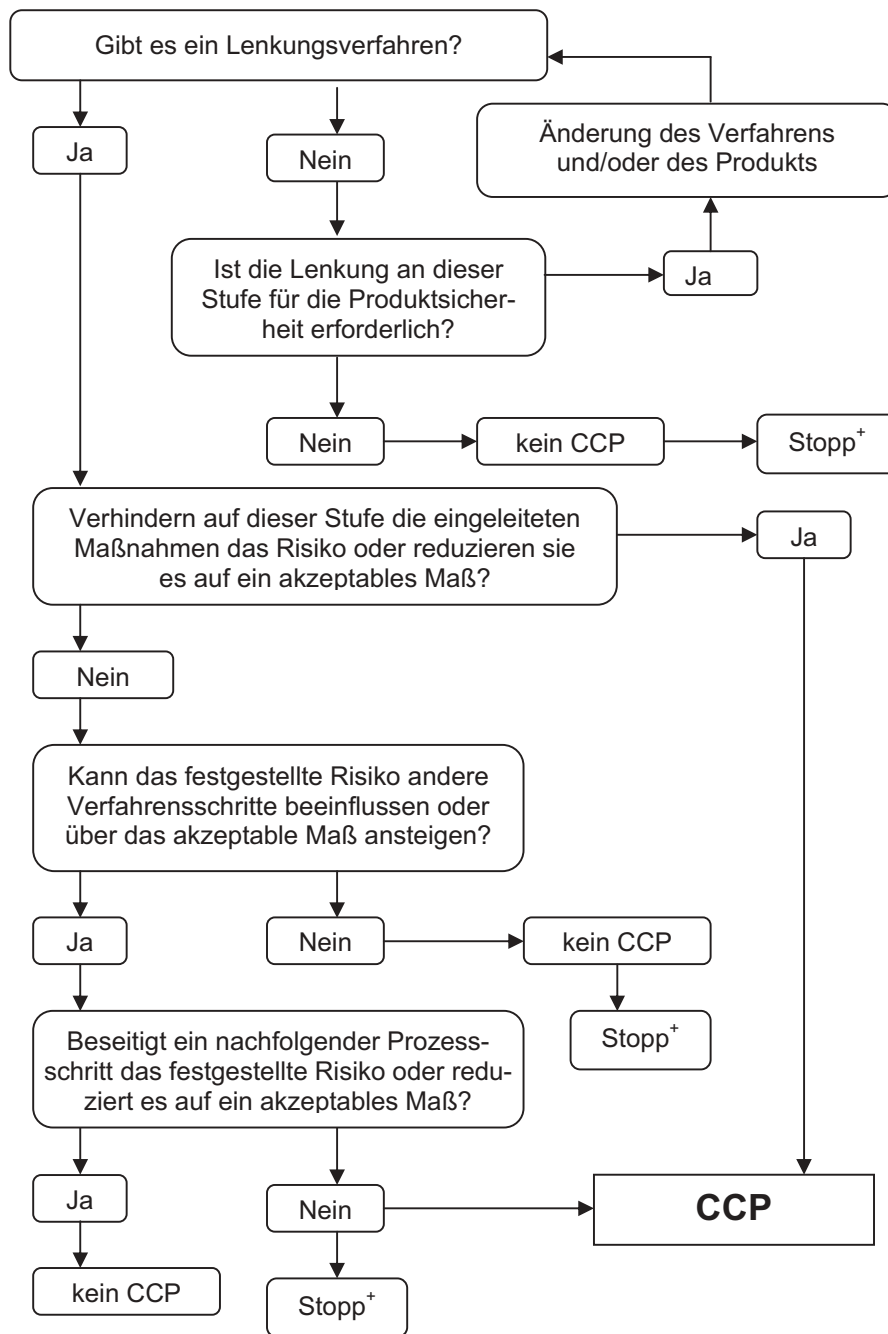 Gibt es ein Lenkungsverfahren?
Ja
Nein
Änderung des Verfahrens
und/oder des Produkts
Ist die Lenkung an dieser
Stufe für die Produktsicher-
heit erforderlich?
Ja
Nein
kein CCP
Stopp+
Verhindern auf dieser Stufe die eingeleiteten
Maßnahmen das Risiko oder reduzieren sie
es auf ein akzeptables Maß?
Ja
Nein
Kann das festgestellte Risiko andere
Verfahrensschritte beeinflussen oder
über das akzeptable Maß ansteigen?
Ja
Nein
kein CCP
Stopp+
Beseitigt ein nachfolgender Prozess-
schritt das festgestellte Risiko oder redu-
ziert es auf ein akzeptables Maß?
Ja
Nein
CCP
kein CCP
Stopp+